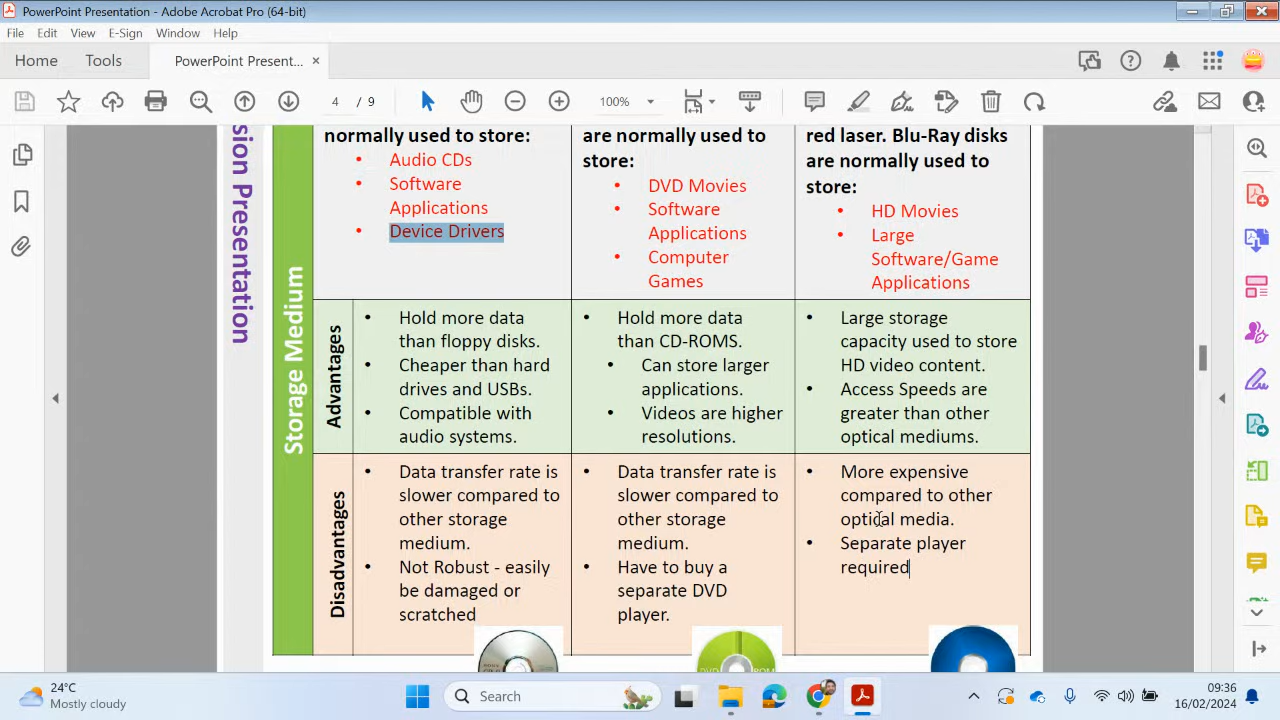 PowerPoint Presentation - Adobe Acrobat Pro (64-bit)
File Edit View E-Sign Window Help
Home Tools PowerPoint Present... ×
4 / 9 100%
sion Presentation
Storage Medium
normally used to store:
• Audio CDs
• Software
Applications
• Device Drivers
are normally used to
store:
• DVD Movies
• Software
Applications
• Computer
Games
red laser. Blu-Ray disks
are normally used to
store:
• HD Movies
• Large
Software/Game
Applications
Advantages
• Hold more data
than floppy disks.
• Cheaper than hard
drives and USBs.
• Compatible with
audio systems.
• Hold more data
than CD-ROMS.
• Can store larger
applications.
• Videos are higher
resolutions.
• Large storage
capacity used to store
HD video content.
• Access Speeds are
greater than other
optical mediums.
Disadvantages
• Data transfer rate is
slower compared to
other storage
medium.
• Not Robust - easily
be damaged or
scratched
• Data transfer rate is
slower compared to
other storage
medium.
• Have to buy a
separate DVD
player.
• More expensive
compared to other
optical media.
• Separate player
required
24°C
Mostly cloudy
Search
09:36
16/02/2024